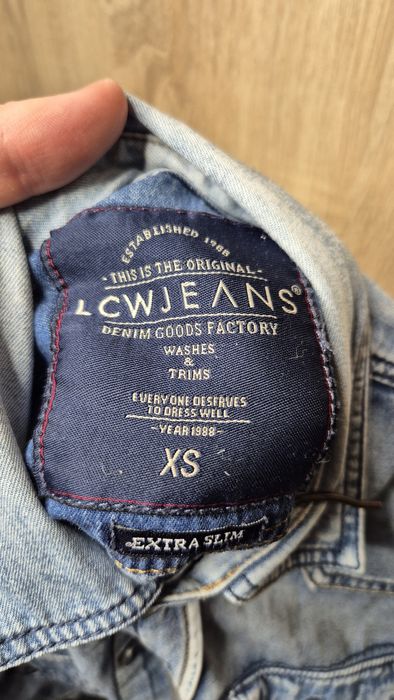 ESTABLISHED 1988
- THIS IS THE ORIGINAL -
LCWJEANS®
DENIM GOODS FACTORY
WASHES
&
TRIMS
EVERYONE DESERVES
TO DRESS WELL
- YEAR 1988 -
XS
EXTRA SLIM